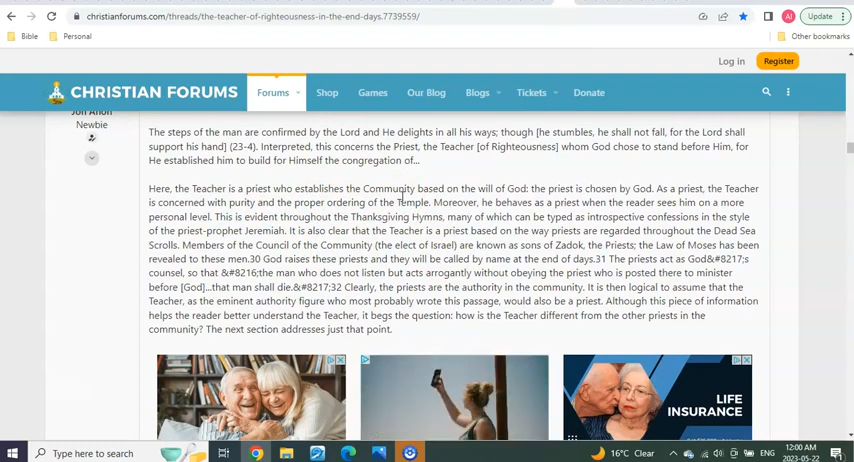 christianforums.com/threads/the-teacher-of-righteousness-in-the-end-days.7739559/
AI
Update
Bible
Personal
Other bookmarks
Log in
Register
CHRISTIAN FORUMS
Forums
Shop
Games
Our Blog
Blogs
Tickets
Donate
Jon Anon
Newbie
The steps of the man are confirmed by the Lord and He delights in all his ways; though [he stumbles, he shall not fall, for the Lord shall
support his hand] (23-4). Interpreted, this concerns the Priest, the Teacher [of Righteousness] whom God chose to stand before Him, for
He established him to build for Himself the congregation of...
Here, the Teacher is a priest who establishes the Community based on the will of God: the priest is chosen by God. As a priest, the Teacher
is concerned with purity and the proper ordering of the Temple. Moreover, he behaves as a priest when the reader sees him on a more
personal level. This is evident throughout the Thanksgiving Hymns, many of which can be typed as introspective confessions in the style
of the priest-prophet Jeremiah. It is also clear that the Teacher is a priest based on the way priests are regarded throughout the Dead Sea
Scrolls. Members of the Council of the Community (the elect of Israel) are known as sons of Zadok, the Priests; the Law of Moses has been
revealed to these men.30 God raises these priests and they will be called by name at the end of days.31 The priests act as God&#8217;s
counsel, so that &#8216;the man who does not listen but acts arrogantly without obeying the priest who is posted there to minister
before [God]...that man shall die.&#8217;32 Clearly, the priests are the authority in the community. It is then logical to assume that the
Teacher, as the eminent authority figure who most probably wrote this passage, would also be a priest. Although this piece of information
helps the reader better understand the Teacher, it begs the question: how is the Teacher different from the other priests in the
community? The next section addresses just that point.
LIFE
INSURANCE
Type here to search
16°C Clear
ENG
12:00 AM
2023-05-22